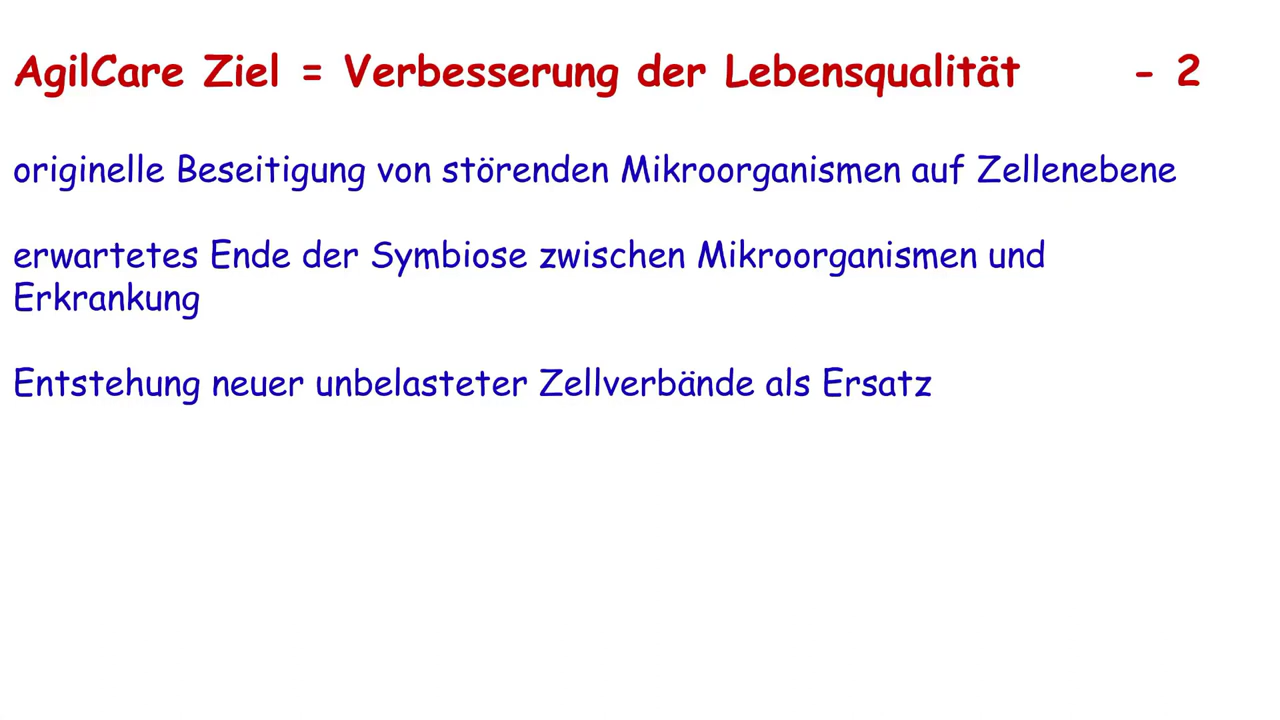 AgilCare Ziel = Verbesserung der Lebensqualität - 2
originelle Beseitigung von störenden Mikroorganismen auf Zellenebene
erwartetes Ende der Symbiose zwischen Mikroorganismen und
Erkrankung
Entstehung neuer unbelasteter Zellverbände als Ersatz